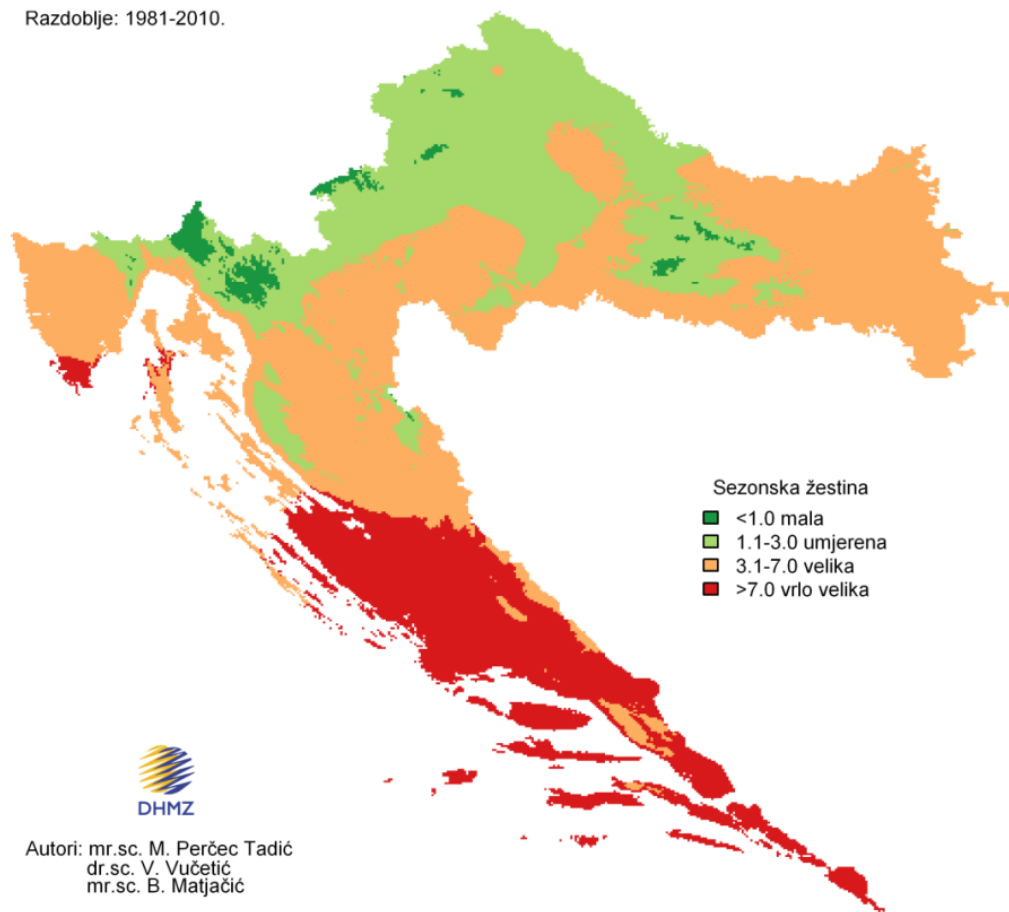 Razdoblje: 1981-2010.
Sezonska žestina
<1.0 mala
1.1-3.0 umjerena
3.1-7.0 velika
>7.0 vrlo velika
DHMZ
Autori: mr.sc. M. Perčec Tadić
dr.sc. V. Vučetić
mr.sc. B. Matjačić